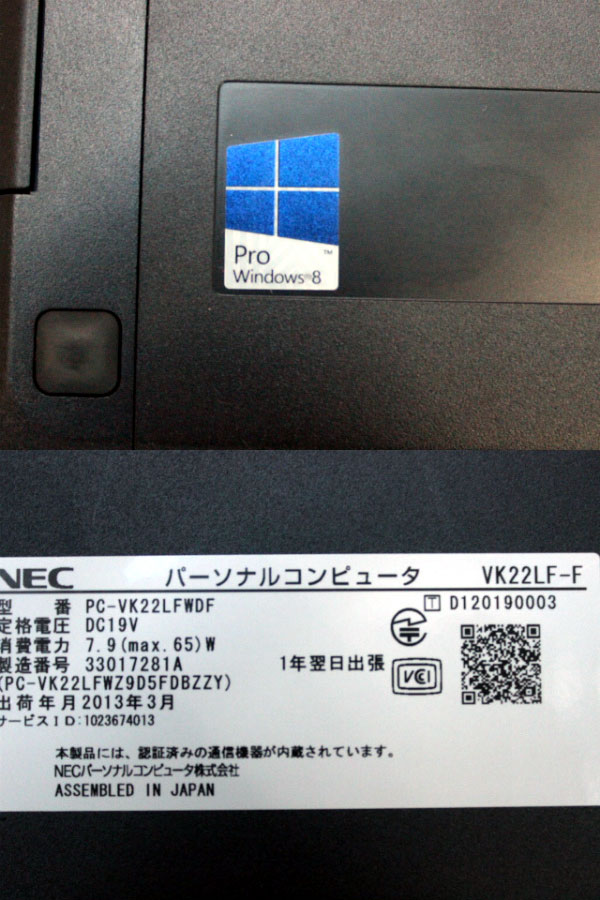 Pro ™
Windows 8
NEC パーソナルコンピュータ VK22LF-F
型 番 PC-VK22LFWDF
定格電圧 DC19V
消費電力 7.9(max.65)W
製造番号 33017281A
(PC-VK22LFWZ9D5FDBZZY)
出荷年月2013年3月
サービスID:1023674013
T D120190003
1年翌日出張
VCI
本製品には、認証済みの通信機器が内蔵されています。
NECパーソナルコンピュータ株式会社
ASSEMBLED IN JAPAN